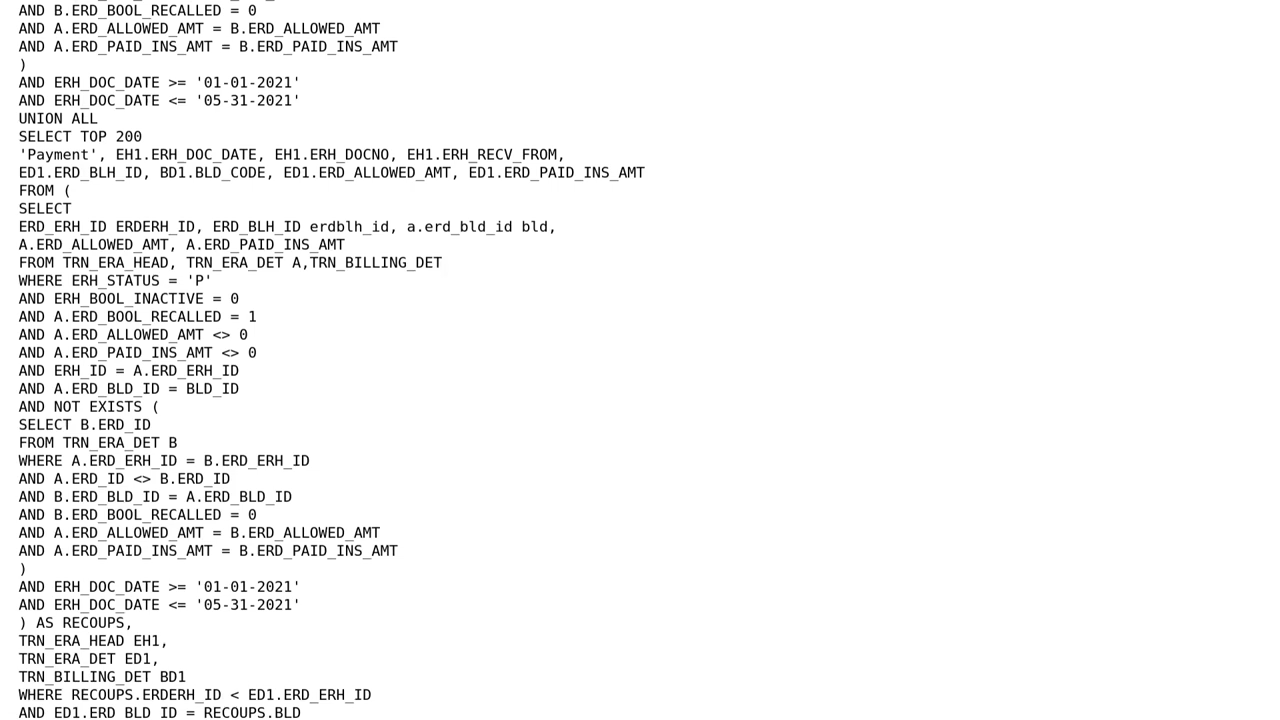 AND B.ERD_BOOL_RECALLED = 0
AND A.ERD_ALLOWED_AMT = B.ERD_ALLOWED_AMT
AND A.ERD_PAID_INS_AMT = B.ERD_PAID_INS_AMT
)
AND ERH_DOC_DATE >= '01-01-2021'
AND ERH_DOC_DATE <= '05-31-2021'
UNION ALL
SELECT TOP 200
'Payment', EH1.ERH_DOC_DATE, EH1.ERH_DOCNO, EH1.ERH_RECV_FROM,
ED1.ERD_BLH_ID, BD1.BLD_CODE, ED1.ERD_ALLOWED_AMT, ED1.ERD_PAID_INS_AMT
FROM (
SELECT
ERD_ERH_ID ERDERH_ID, ERD_BLH_ID erdblh_id, a.erd_bld_id bld,
A.ERD_ALLOWED_AMT, A.ERD_PAID_INS_AMT
FROM TRN_ERA_HEAD, TRN_ERA_DET A,TRN_BILLING_DET
WHERE ERH_STATUS = 'P'
AND ERH_BOOL_INACTIVE = 0
AND A.ERD_BOOL_RECALLED = 1
AND A.ERD_ALLOWED_AMT <> 0
AND A.ERD_PAID_INS_AMT <> 0
AND ERH_ID = A.ERD_ERH_ID
AND A.ERD_BLD_ID = BLD_ID
AND NOT EXISTS (
SELECT B.ERD_ID
FROM TRN_ERA_DET B
WHERE A.ERD_ERH_ID = B.ERD_ERH_ID
AND A.ERD_ID <> B.ERD_ID
AND B.ERD_BLD_ID = A.ERD_BLD_ID
AND B.ERD_BOOL_RECALLED = 0
AND A.ERD_ALLOWED_AMT = B.ERD_ALLOWED_AMT
AND A.ERD_PAID_INS_AMT = B.ERD_PAID_INS_AMT
)
AND ERH_DOC_DATE >= '01-01-2021'
AND ERH_DOC_DATE <= '05-31-2021'
) AS RECOUPS,
TRN_ERA_HEAD EH1,
TRN_ERA_DET ED1,
TRN_BILLING_DET BD1
WHERE RECOUPS.ERDERH_ID < ED1.ERD_ERH_ID
AND ED1.ERD_BLD_ID = RECOUPS.BLD